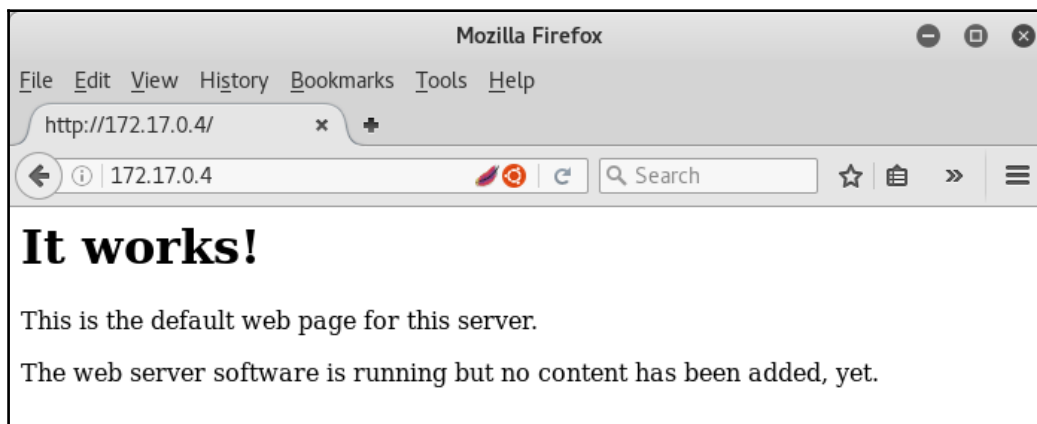 Mozilla Firefox
File Edit View History Bookmarks Tools Help
http://172.17.0.4/
172.17.0.4 Search
It works!
This is the default web page for this server.
The web server software is running but no content has been added, yet.